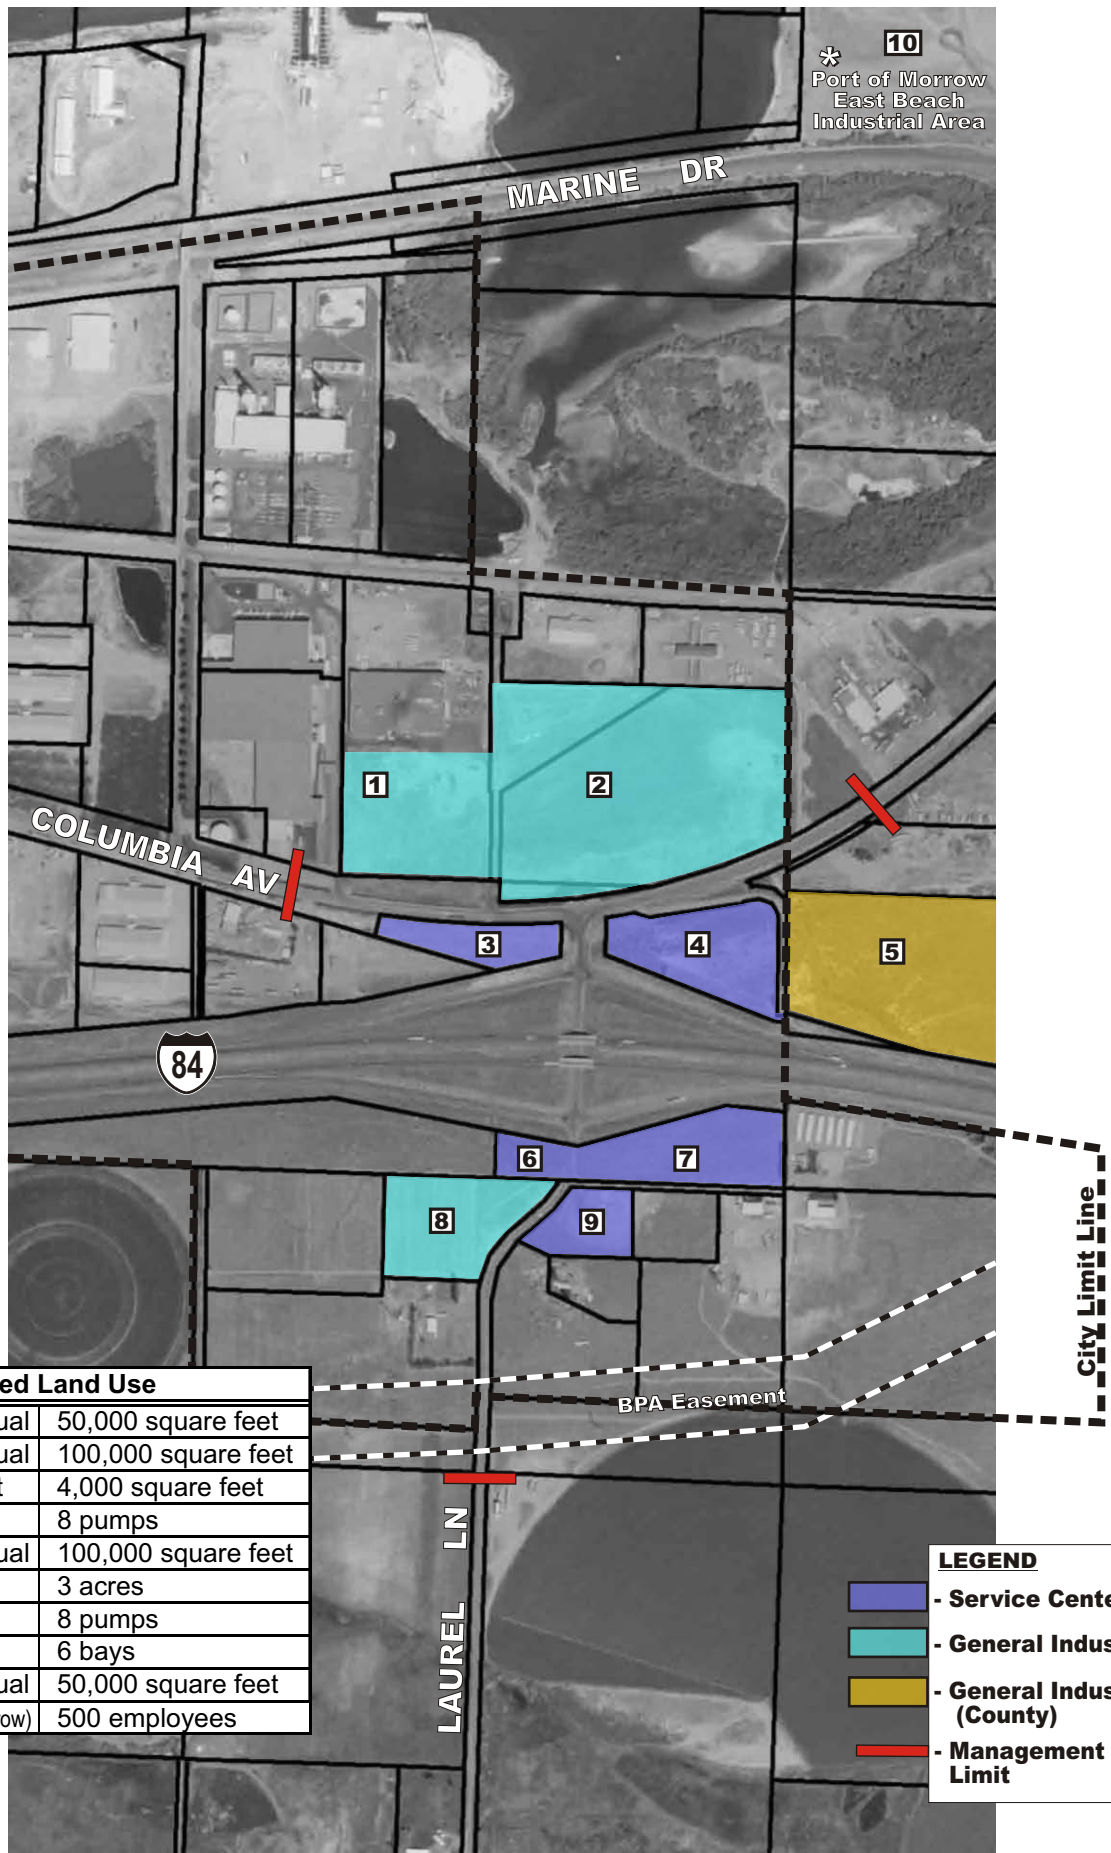 10
*
Port of Morrow
East Beach
Industrial Area
MARINE DR
1
2
COLUMBIA AV
3
4
5
84
6
7
8
9
City Limit Line
ed Land Use
ual 50,000 square feet
ual 100,000 square feet
t 4,000 square feet
8 pumps
ual 100,000 square feet
3 acres
8 pumps
6 bays
ual 50,000 square feet
row) 500 employees
BPA Easement
LAUREL LN
LEGEND
- Service Cente
- General Indus
- General Indus
(County)
- Management
Limit